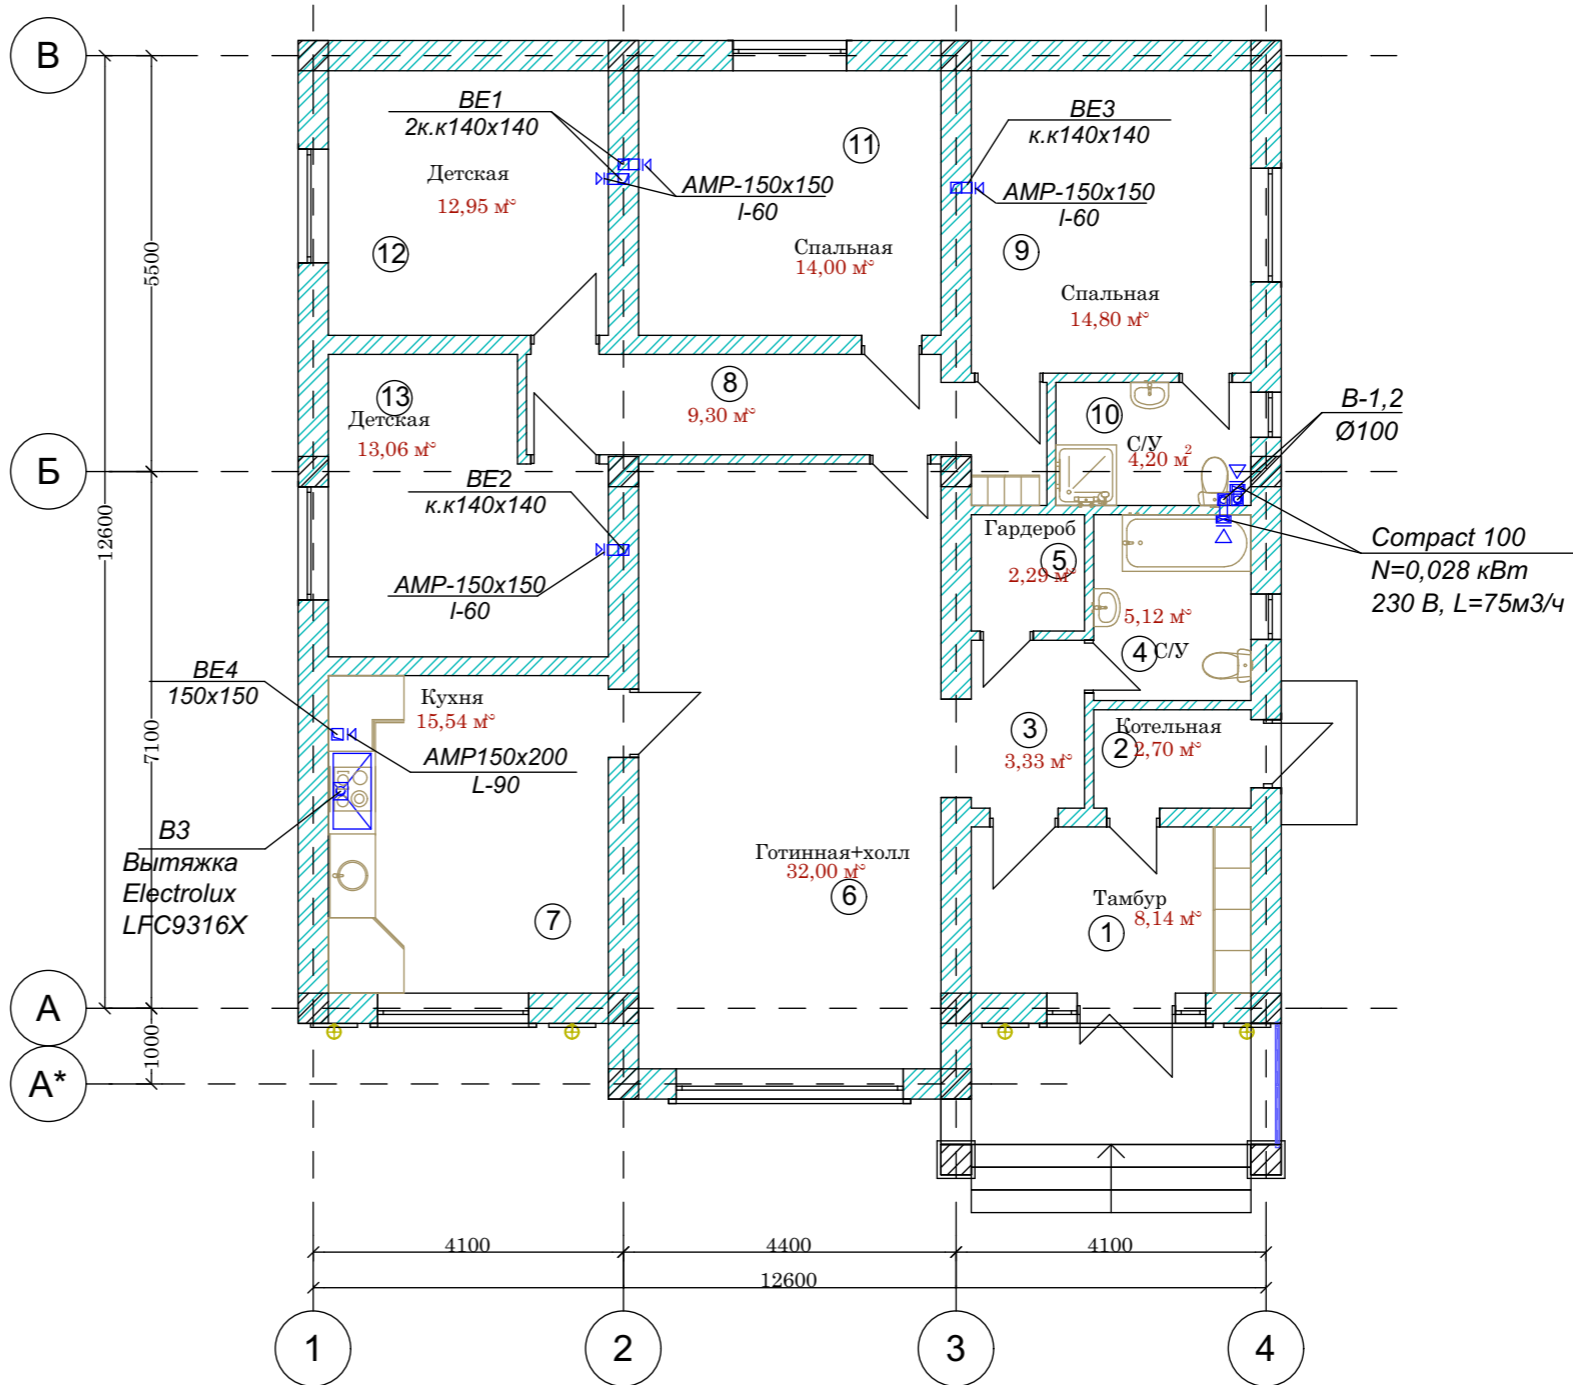 В
ВЕ1
2к.к140х140
ВЕ3
к.к140х140
11
Детская
12,95 м²
АМР-150х150
l-60
АМР-150х150
l-60
12
9
Спальная
14,00 м²
Спальная
14,80 м²
5500
13
Детская
13,06 м²
8
9,30 м²
10
С/У
4,20 м²
В-1,2
Ø100
Б
ВЕ2
к.к140х140
12600
Гардероб
5
2,29 м²
Compact 100
N=0,028 кВт
230 В, L=75м3/ч
АМР-150х150
l-60
5,12 м²
4
С/У
ВЕ4
150х150
Кухня
15,54 м²
7100
АМР150х200
L-90
3
3,33 м²
Котельная
2
2,70 м²
В3
Вытяжка
Electrolux
LFC9316X
Готинная+холл
32,00 м²
6
7
Тамбур
8,14 м²
1
А
1000
А*
4100
4400
4100
12600
1
2
3
4